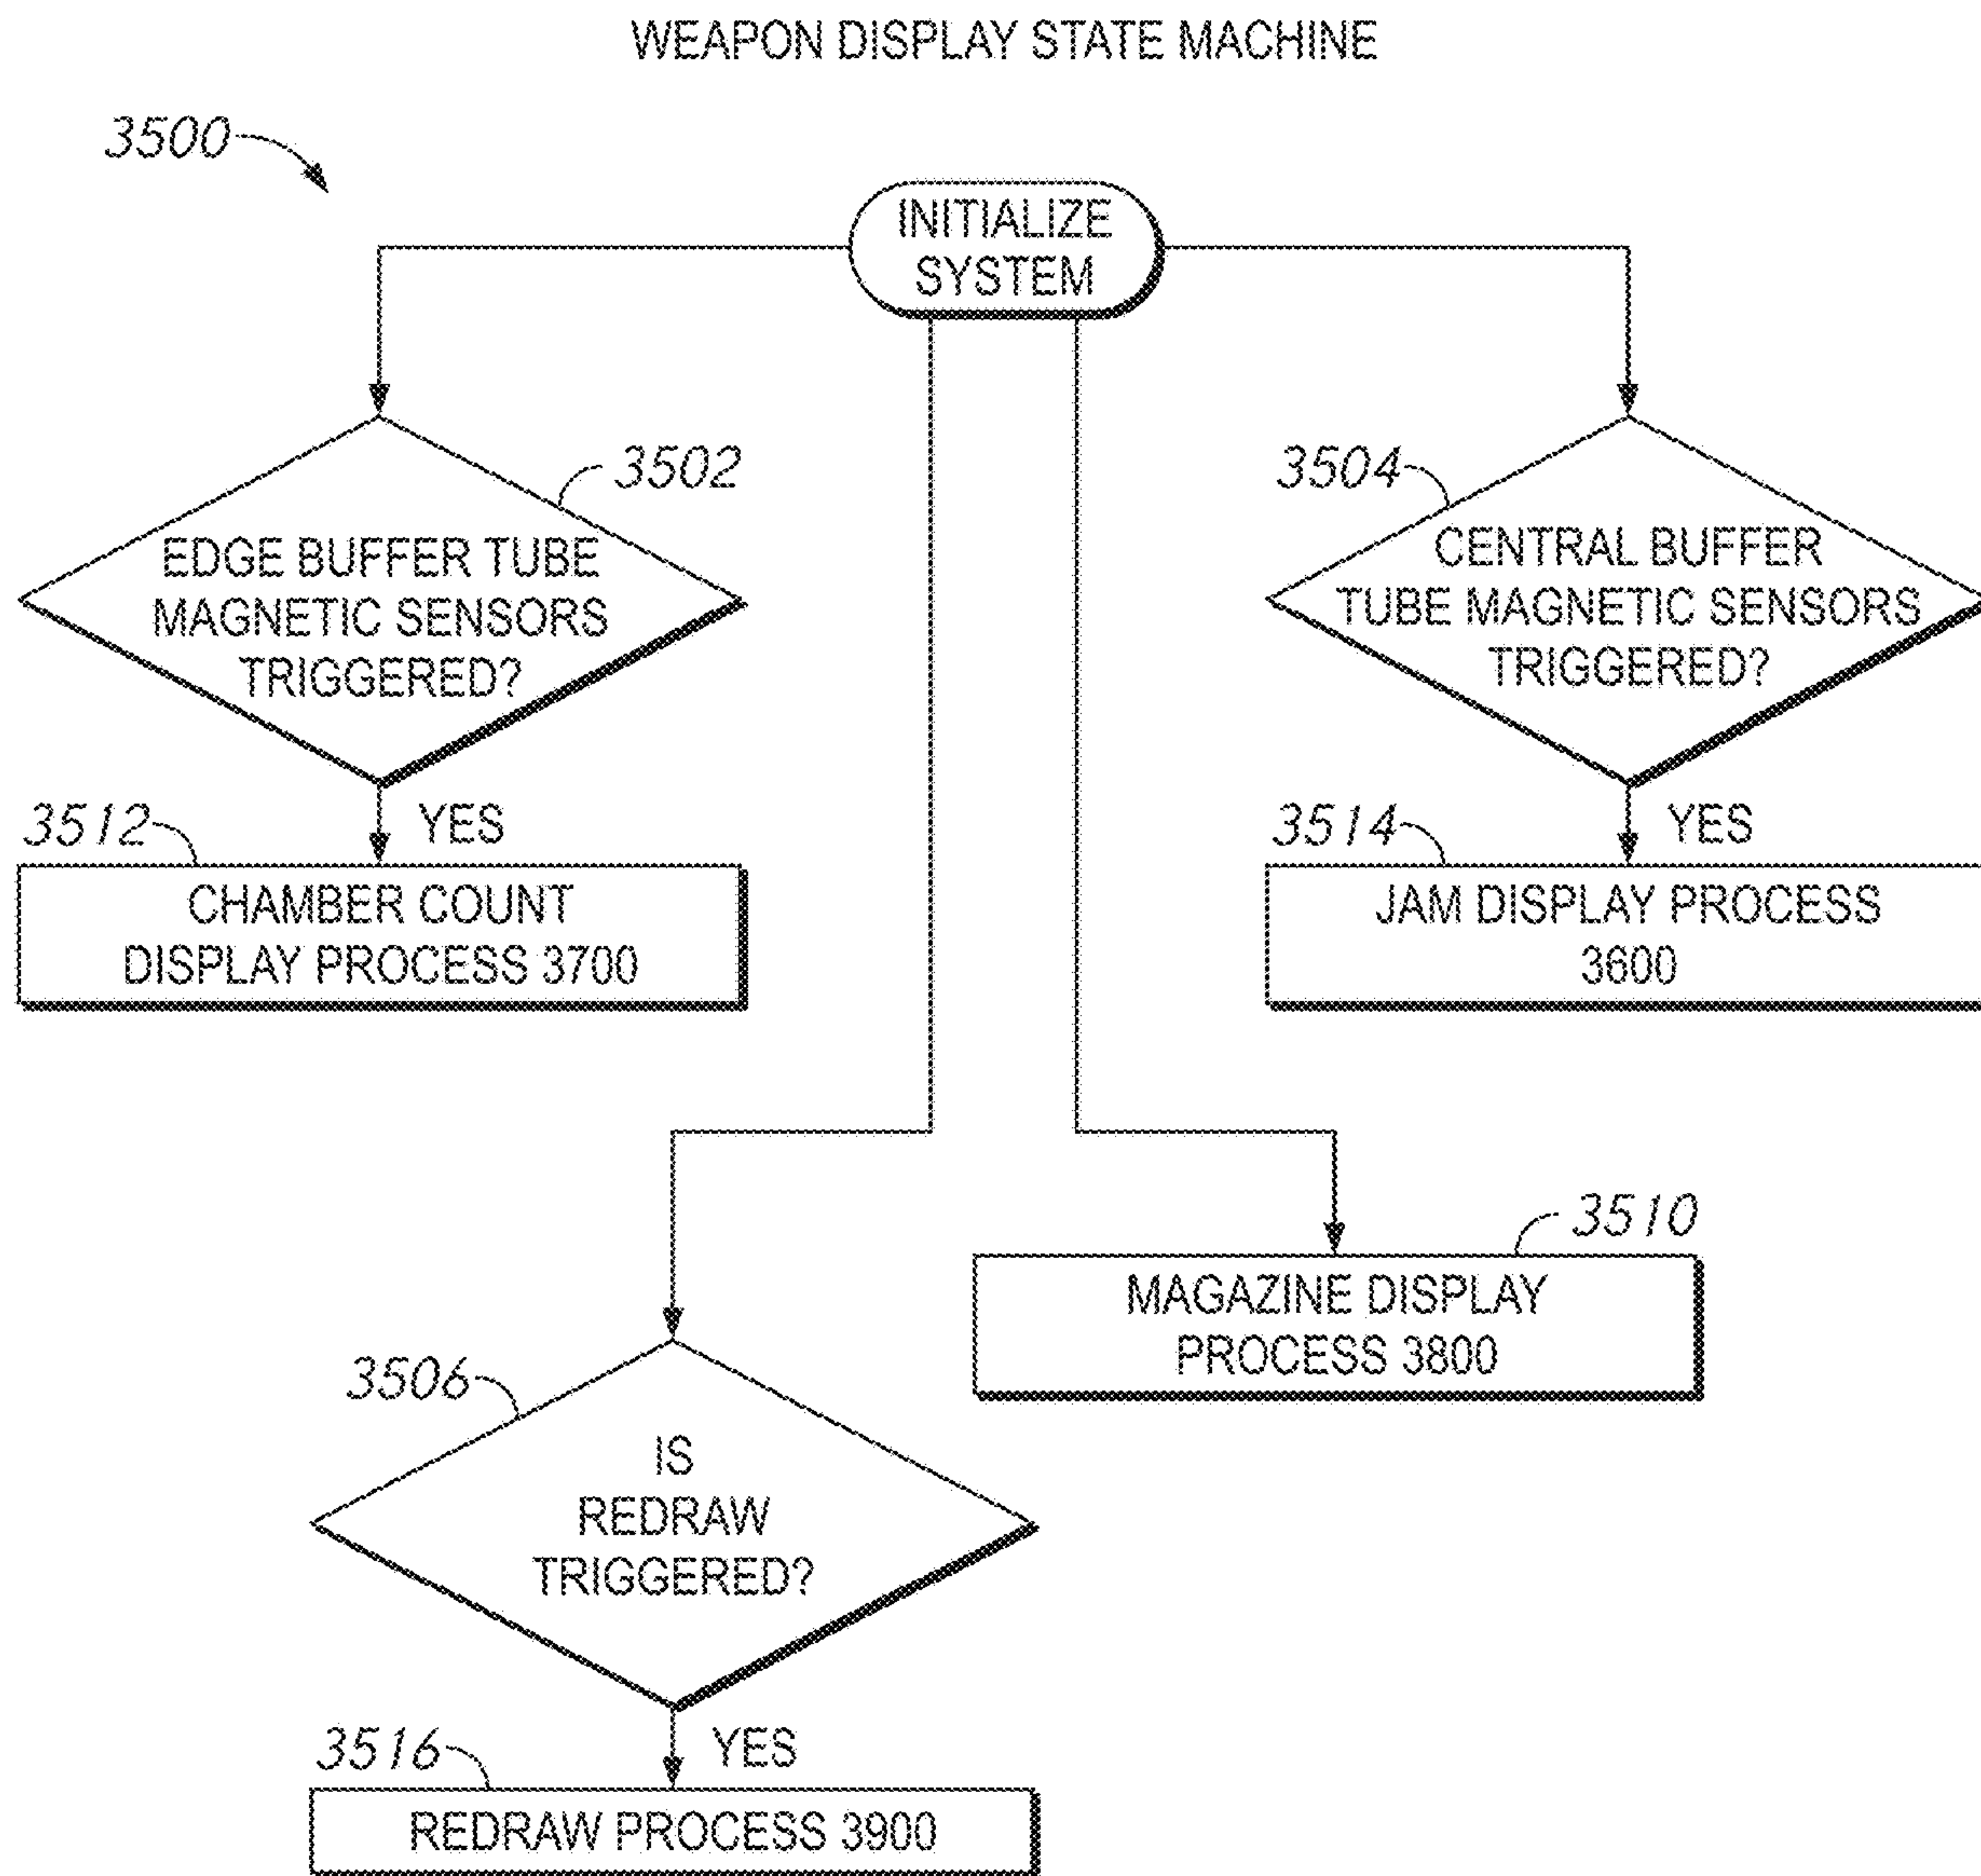 WEAPON DISPLAY STATE MACHINE
3500
INITIALIZE
SYSTEM
3502
EDGE BUFFER TUBE
MAGNETIC SENSORS
TRIGGERED?
3504
CENTRAL BUFFER
TUBE MAGNETIC SENSORS
TRIGGERED?
3512
YES
CHAMBER COUNT
DISPLAY PROCESS 3700
3514
YES
JAM DISPLAY PROCESS
3600
3510
MAGAZINE DISPLAY
PROCESS 3800
3506
IS
REDRAW
TRIGGERED?
3516
YES
REDRAW PROCESS 3900